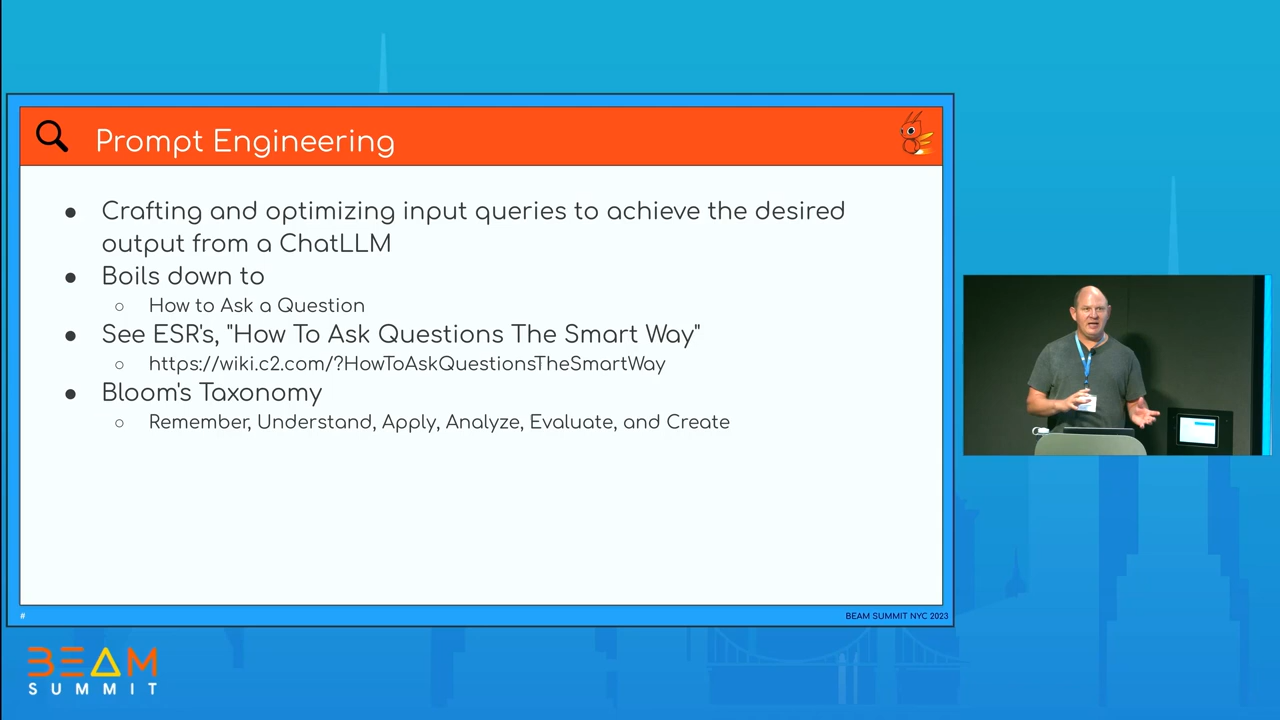 Prompt Engineering
● Crafting and optimizing input queries to achieve the desired
output from a ChatLLM
● Boils down to
○ How to Ask a Question
● See ESR's, "How To Ask Questions The Smart Way"
○ https://wiki.c2.com/?HowToAskQuestionsTheSmartWay
● Bloom's Taxonomy
○ Remember, Understand, Apply, Analyze, Evaluate, and Create
#
BEAM SUMMIT NYC 2023
BEAM
SUMMIT